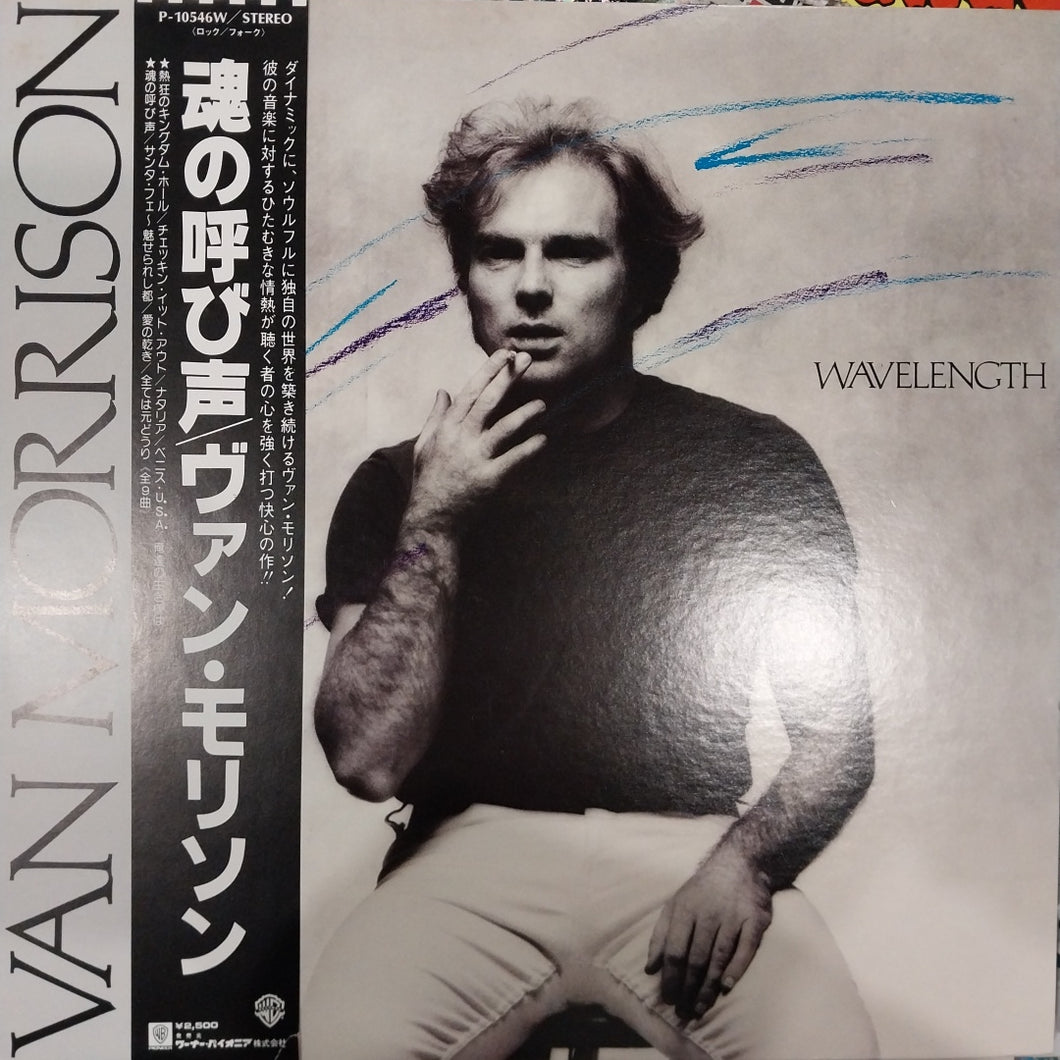 VAN MORRISON
P-10546W/STEREO
〈ロック/フォーク〉
ダイナミックに、ソウルフルに独自の世界を築き続けるヴァン・モリソン!
彼の音楽に対するひたむきな情熱が聴く者の心を強く打つ快心の作!!
魂の呼び声/ヴァン・モリソン
★熱狂のキングダム・ホール/チェッキン・イット・アウト/ナタリア/ベニス・U.S.A.
★魂の呼び声/サンタ・フェ~魅せられし都/愛の乾き/全ては元どうり〈全9曲〉
WAVELENGTH
¥2,500
発売元
ワーナー・パイオニア株式会社
WB
PIONEER